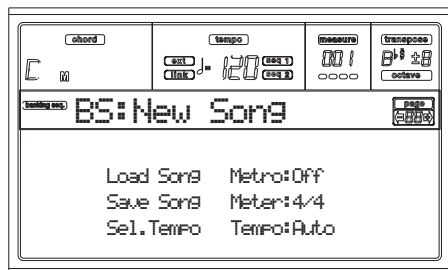 chord tempo measure transpose
C M ext link ♩= 120 seq 1 seq 2 001 B♭♮ ±8
octave
backing seq. BS:New Song page
Load Song Metro:Off
Save Song Meter:4/4
Sel.Tempo Tempo:Auto